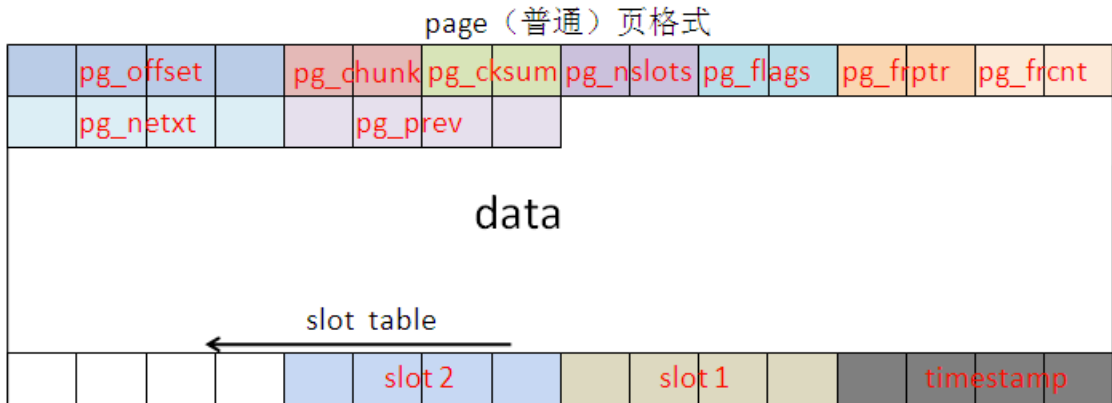 page（普通）页格式
pg_offset pg_chunk pg_cksum pg_nslots pg_flags pg_frptr pg_frcnt
pg_netxt pg_prev
data
slot table
slot 2 slot 1 timestamp